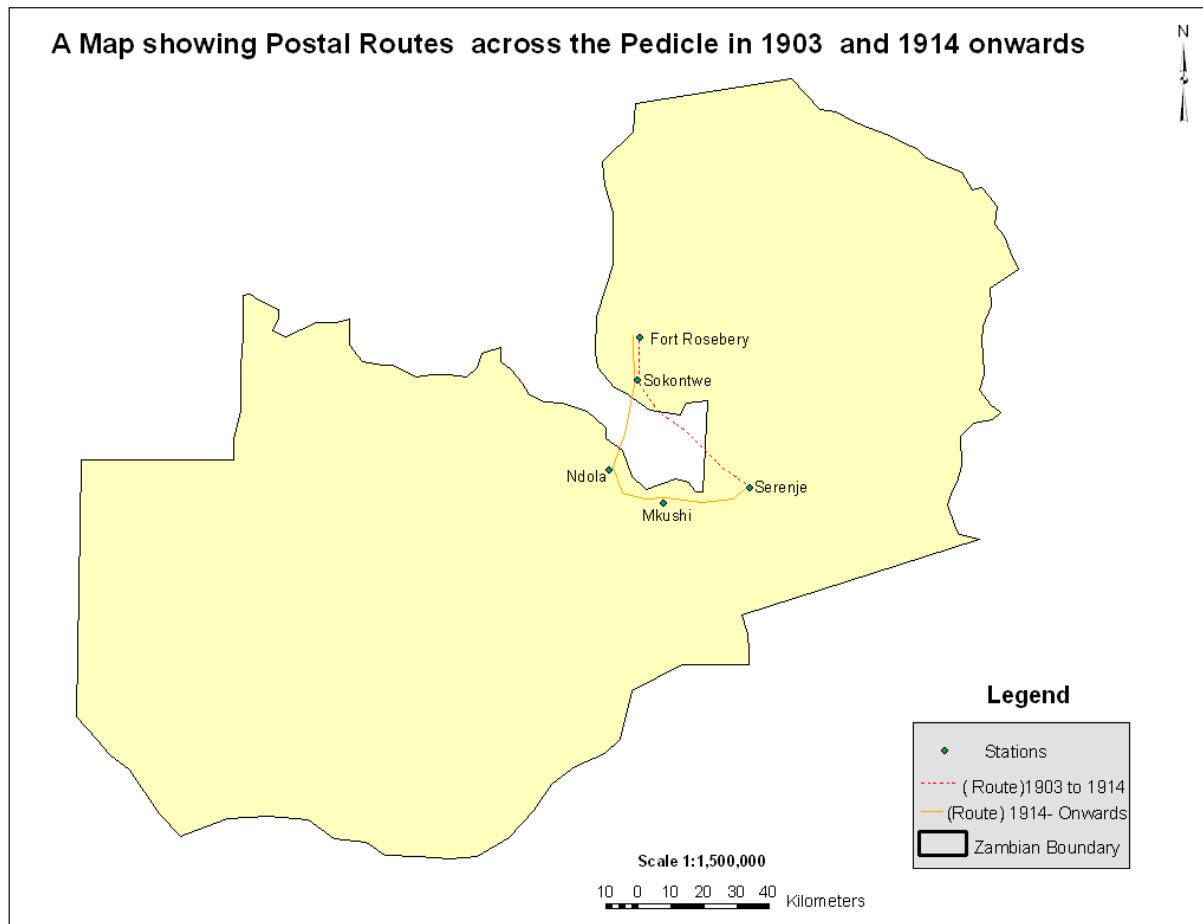 A Map showing Postal Routes across the Pedicle in 1903 and 1914 onwards
N
Fort Rosebery
Sokontwe
Ndola
Serenje
Mkushi
Legend
Stations
( Route)1903 to 1914
(Route) 1914- Onwards
Zambian Boundary
Scale 1:1,500,000
10 0 10 20 30 40 Kilometers